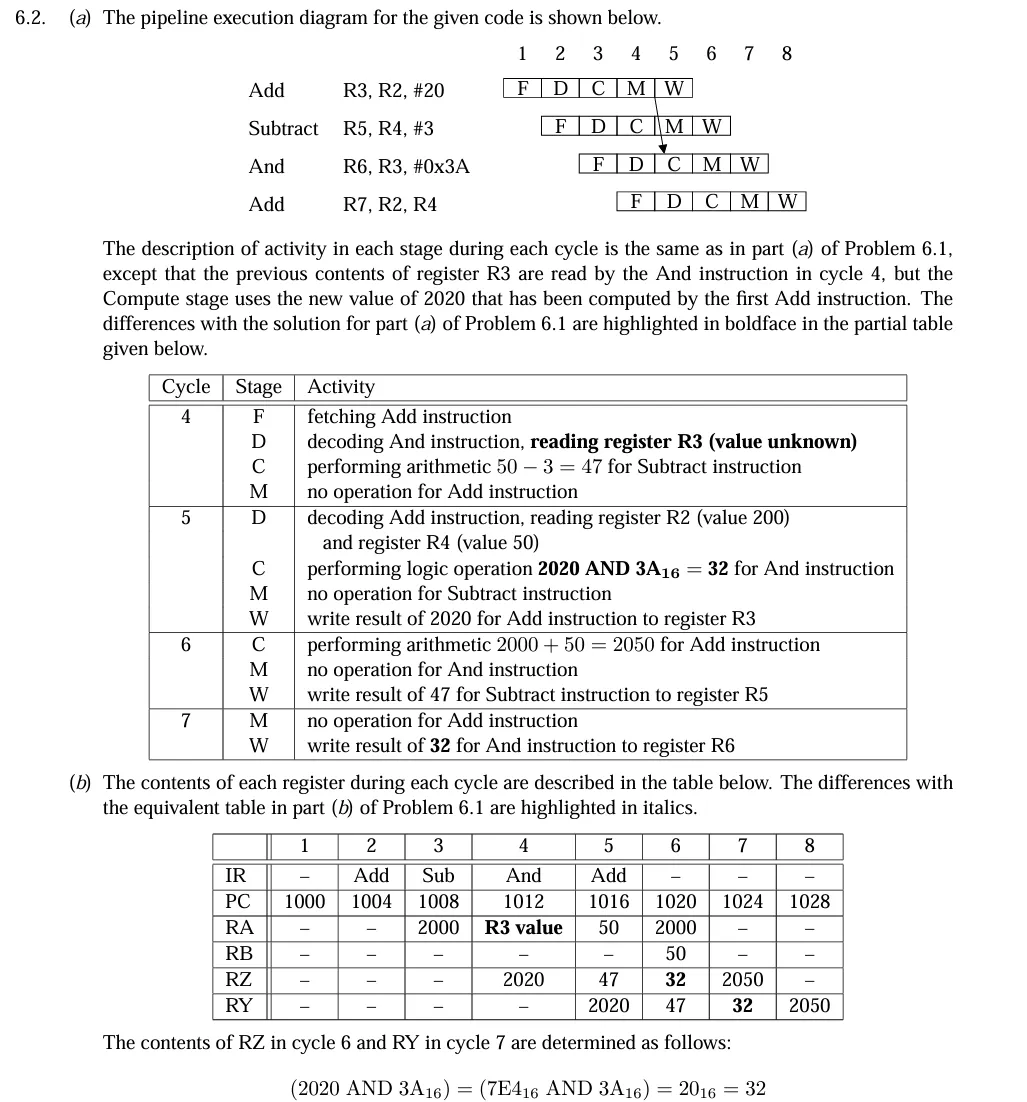 6.2. (a) The pipeline execution diagram for the given code is shown below.
1 2 3 4 5 6 7 8
Add R3, R2, #20 F D C M W
Subtract R5, R4, #3 F D C M W
And R6, R3, #0x3A F D C M W
Add R7, R2, R4 F D C M W
The description of activity in each stage during each cycle is the same as in part (a) of Problem 6.1,
except that the previous contents of register R3 are read by the And instruction in cycle 4, but the
Compute stage uses the new value of 2020 that has been computed by the first Add instruction. The
differences with the solution for part (a) of Problem 6.1 are highlighted in boldface in the partial table
given below.
Cycle Stage Activity
4 F fetching Add instruction
D decoding And instruction, reading register R3 (value unknown)
C performing arithmetic 50 − 3 = 47 for Subtract instruction
M no operation for Add instruction
5 D decoding Add instruction, reading register R2 (value 200)
and register R4 (value 50)
C performing logic operation 2020 AND 3A₁₆ = 32 for And instruction
M no operation for Subtract instruction
W write result of 2020 for Add instruction to register R3
6 C performing arithmetic 2000 + 50 = 2050 for Add instruction
M no operation for And instruction
W write result of 47 for Subtract instruction to register R5
7 M no operation for Add instruction
W write result of 32 for And instruction to register R6
(b) The contents of each register during each cycle are described in the table below. The differences with
the equivalent table in part (b) of Problem 6.1 are highlighted in italics.
1 2 3 4 5 6 7 8
IR – Add Sub And Add – – –
PC 1000 1004 1008 1012 1016 1020 1024 1028
RA – – 2000 R3 value 50 2000 – –
RB – – – – – 50 – –
RZ – – – 2020 47 32 2050 –
RY – – – – 2020 47 32 2050
The contents of RZ in cycle 6 and RY in cycle 7 are determined as follows:
(2020 AND 3A₁₆) = (7E4₁₆ AND 3A₁₆) = 20₁₆ = 32